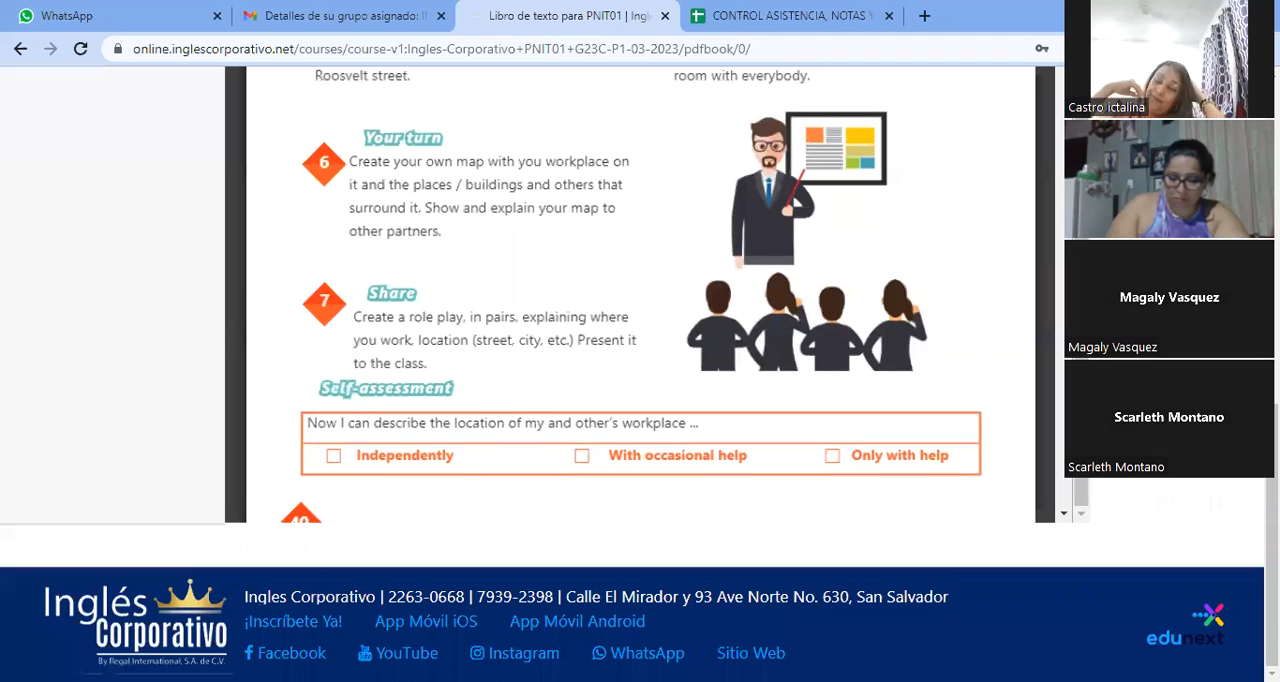 WhatsApp
Detalles de su grupo asignado: I
Libro de texto para PNIT01 | Ingl
CONTROL ASISTENCIA, NOTAS Y
online.inglescorporativo.net/courses/course-v1:Ingles-Corporativo+PNIT01+G23C-P1-03-2023/pdfbook/0/
Roosvelt street.
room with everybody.
Your turn
6
Create your own map with you workplace on
it and the places / buildings and others that
surround it. Show and explain your map to
other partners.
Share
7
Create a role play, in pairs, explaining where
you work, location (street, city, etc.) Present it
to the class.
Self-assessment
Now I can describe the location of my and other's workplace ...
Independently
With occasional help
Only with help
Castro ictalina
Magaly Vasquez
Magaly Vasquez
Scarleth Montano
Scarleth Montano
Inglés
Corporativo
By Regal International, S.A. de C.V.
Ingles Corporativo | 2263-0668 | 7939-2398 | Calle El Mirador y 93 Ave Norte No. 630, San Salvador
¡Inscríbete Ya! App Móvil iOS App Móvil Android
Facebook YouTube Instagram WhatsApp Sitio Web
edunext